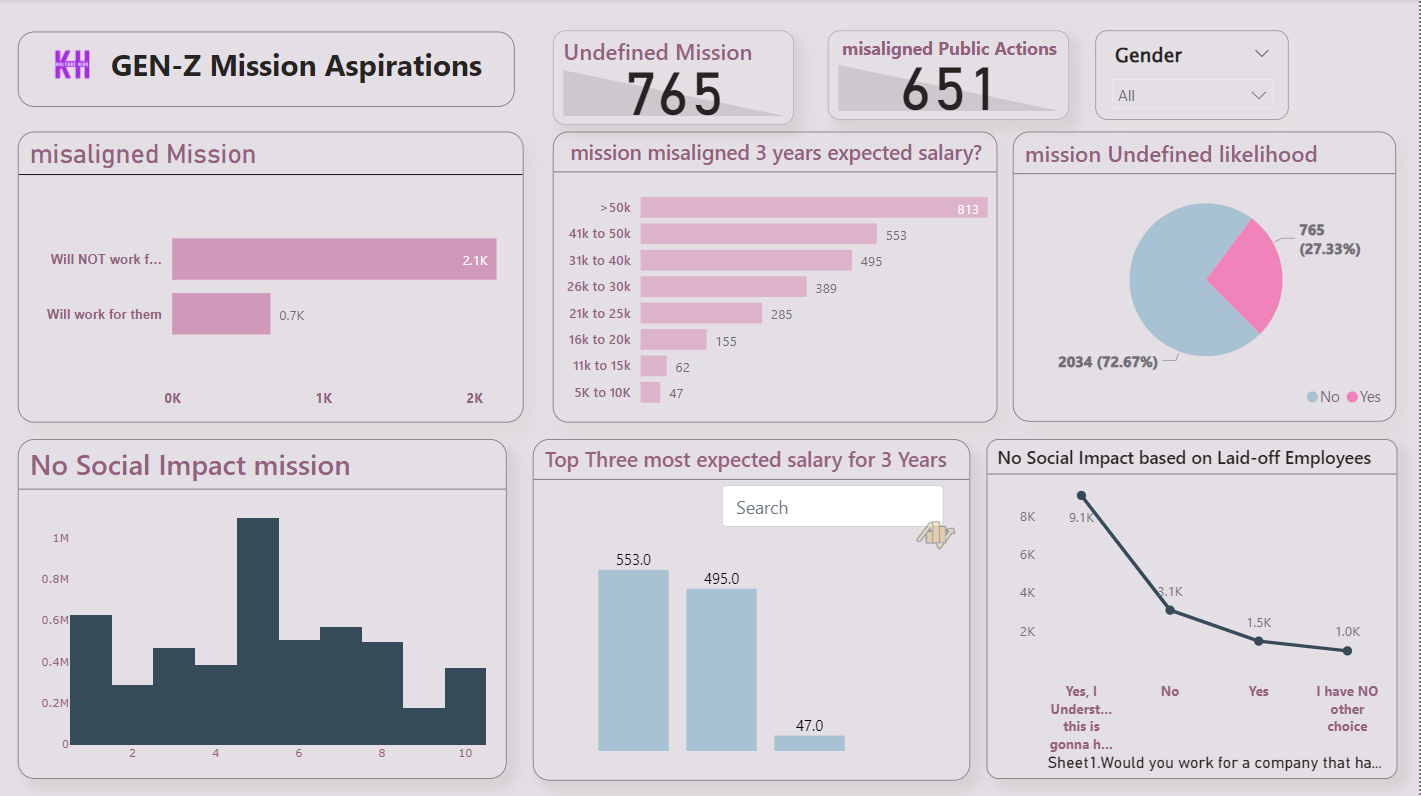 KH
GEN-Z Mission Aspirations
Undefined Mission
765
misaligned Public Actions
651
Gender
All
misaligned Mission
Will NOT work f...
2.1K
Will work for them
0.7K
0K 1K 2K
mission misaligned 3 years expected salary?
>50k 813
41k to 50k 553
31k to 40k 495
26k to 30k 389
21k to 25k 285
16k to 20k 155
11k to 15k 62
5K to 10K 47
mission Undefined likelihood
765
(27.33%)
2034 (72.67%)
No Yes
No Social Impact mission
1M
0.8M
0.6M
0.4M
0.2M
0
2 4 6 8 10
Top Three most expected salary for 3 Years
Search
553.0
495.0
47.0
No Social Impact based on Laid-off Employees
8K
6K
4K
2K
9.1K
3.1K
1.5K
1.0K
Yes, I
Underst...
this is
gonna h...
No
Yes
I have NO
other
choice
Sheet1.Would you work for a company that ha...